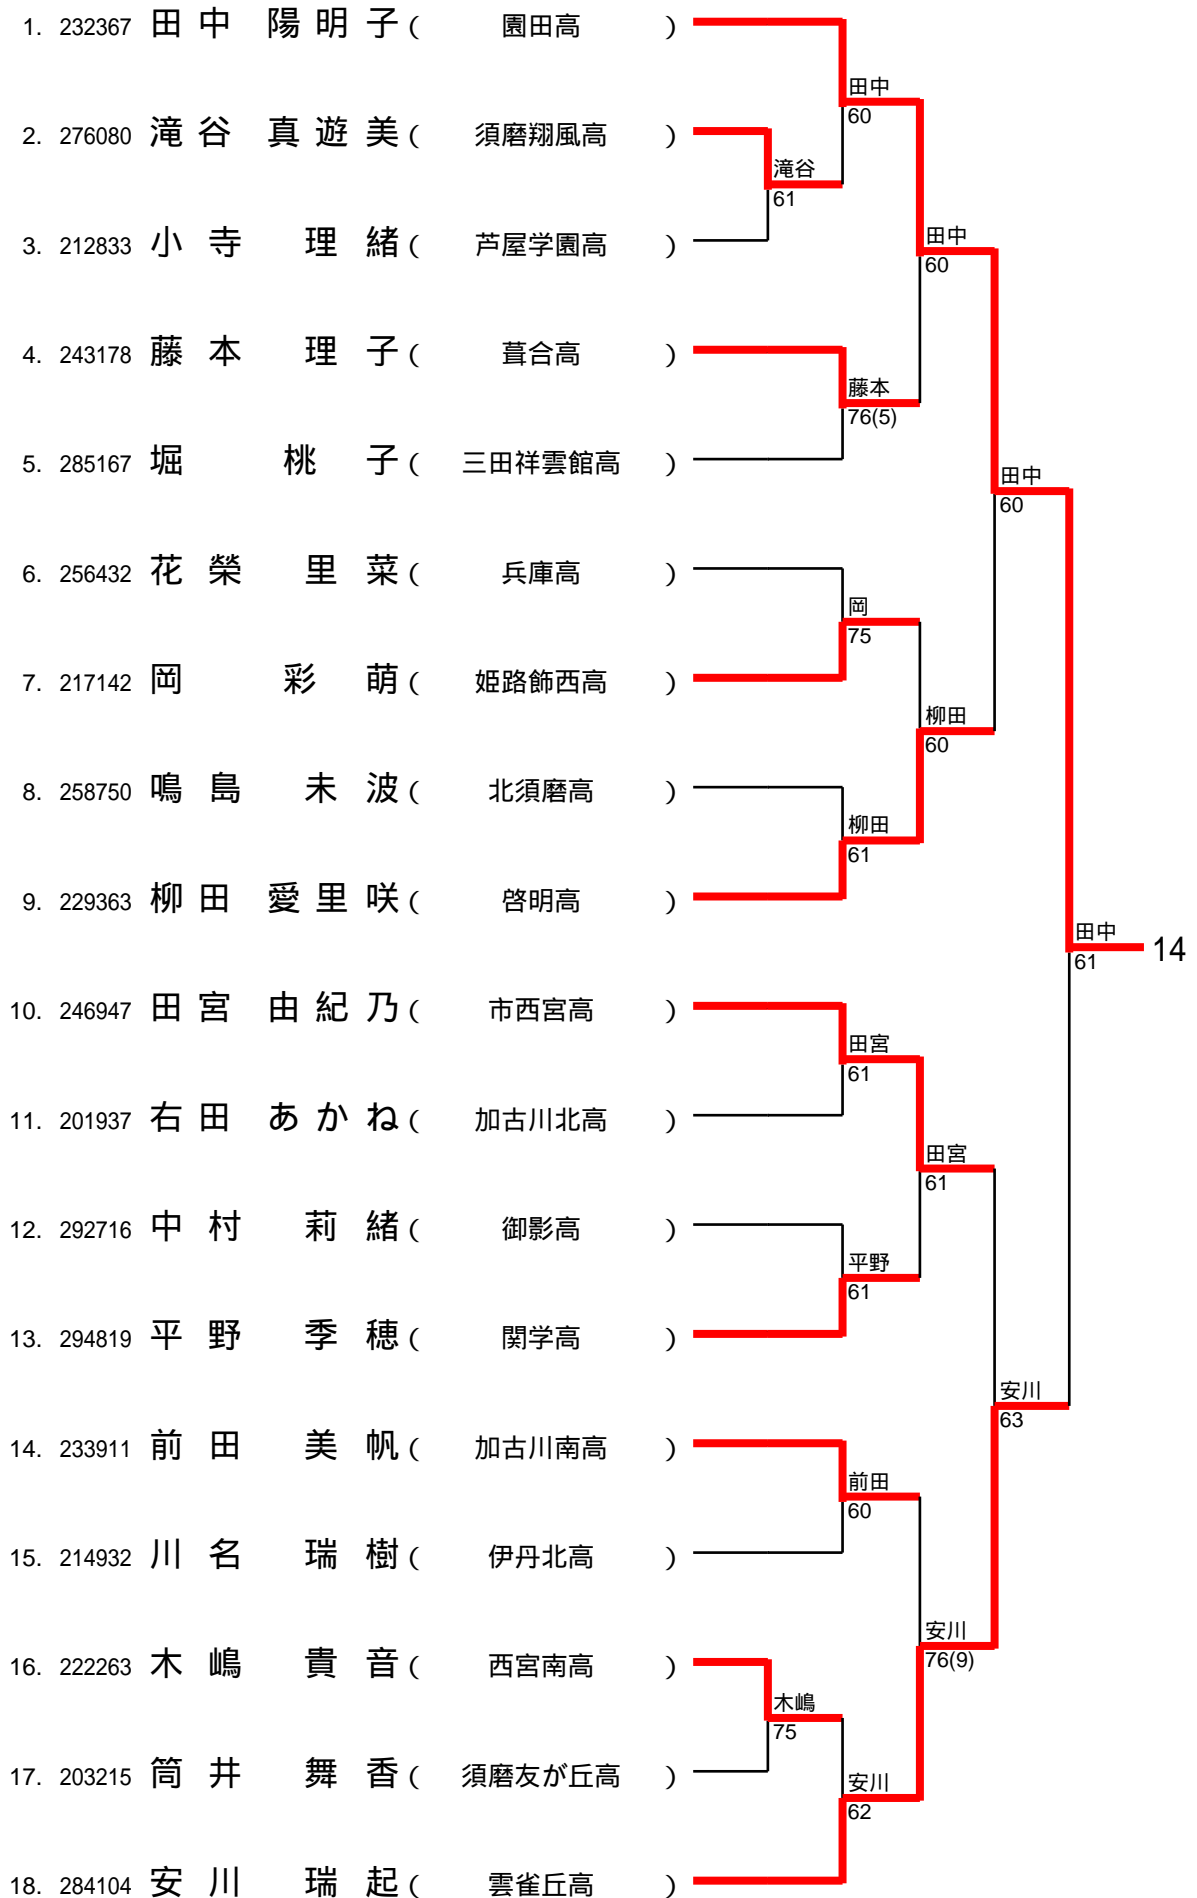 1. 232367 田中 陽明子 ( 園田高 )
田中
60
2. 276080 滝谷 真遊美 ( 須磨翔風高 )
滝谷
61
3. 212833 小寺 理緒 ( 芦屋学園高 )
田中
60
4. 243178 藤本 理子 ( 葺合高 )
藤本
76(5)
5. 285167 堀 桃子 ( 三田祥雲館高 )
田中
60
6. 256432 花榮 里菜 ( 兵庫高 )
岡
75
7. 217142 岡 彩萌 ( 姫路飾西高 )
柳田
60
8. 258750 鳴島 未波 ( 北須磨高 )
柳田
61
9. 229363 柳田 愛里咲 ( 啓明高 )
田中
61
14
10. 246947 田宮 由紀乃 ( 市西宮高 )
田宮
61
11. 201937 右田 あかね ( 加古川北高 )
田宮
61
12. 292716 中村 莉緒 ( 御影高 )
平野
61
13. 294819 平野 季穂 ( 関学高 )
安川
63
14. 233911 前田 美帆 ( 加古川南高 )
前田
60
15. 214932 川名 瑞樹 ( 伊丹北高 )
安川
76(9)
16. 222263 木嶋 貴音 ( 西宮南高 )
木嶋
75
17. 203215 筒井 舞香 ( 須磨友が丘高 )
安川
62
18. 284104 安川 瑞起 ( 雲雀丘高 )